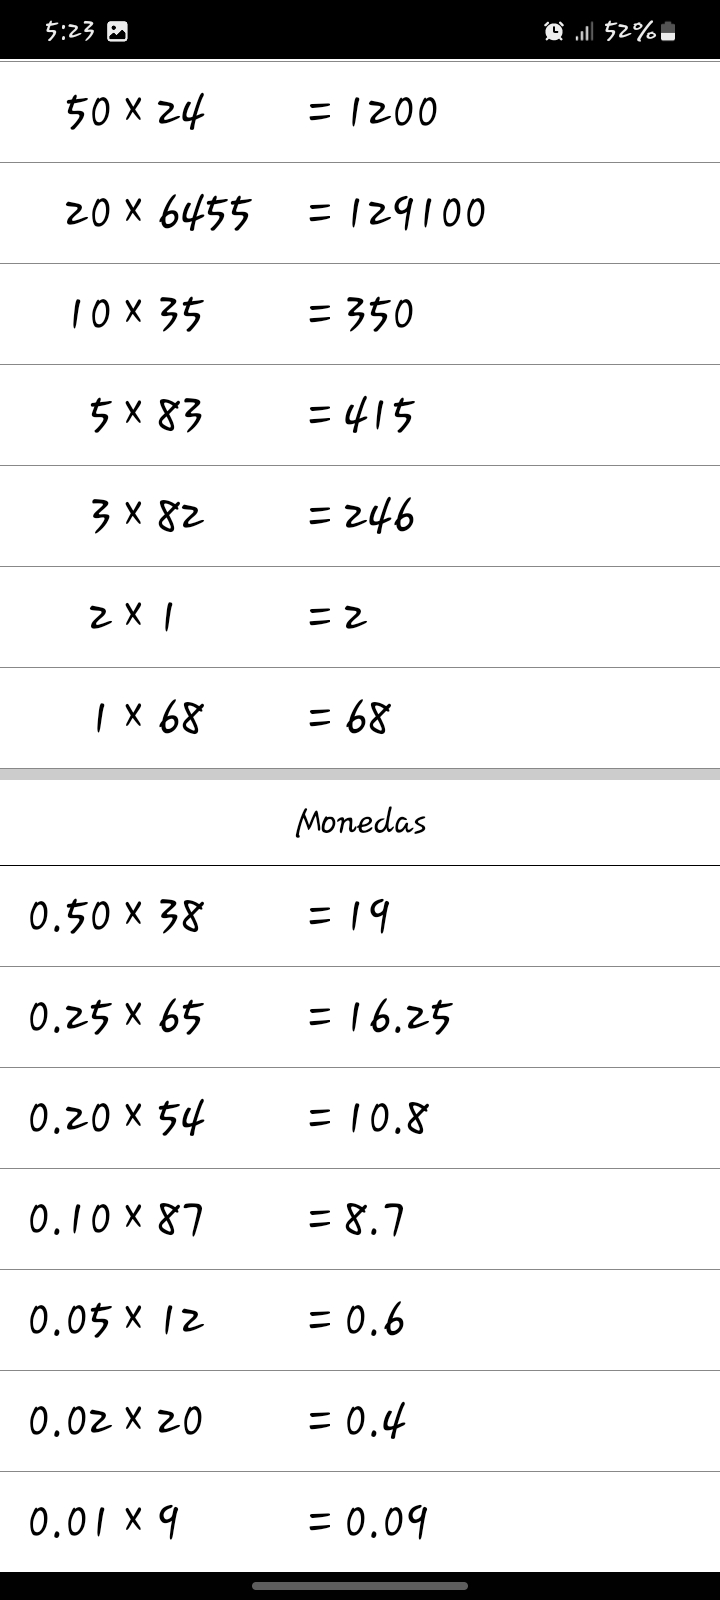 5:23 52%
50 × 24 = 1200
20 × 6455 = 129100
10 × 35 = 350
5 × 83 = 415
3 × 82 = 246
2 × 1 = 2
1 × 68 = 68
Monedas
0.50 × 38 = 19
0.25 × 65 = 16.25
0.20 × 54 = 10.8
0.10 × 87 = 8.7
0.05 × 12 = 0.6
0.02 × 20 = 0.4
0.01 × 9 = 0.09